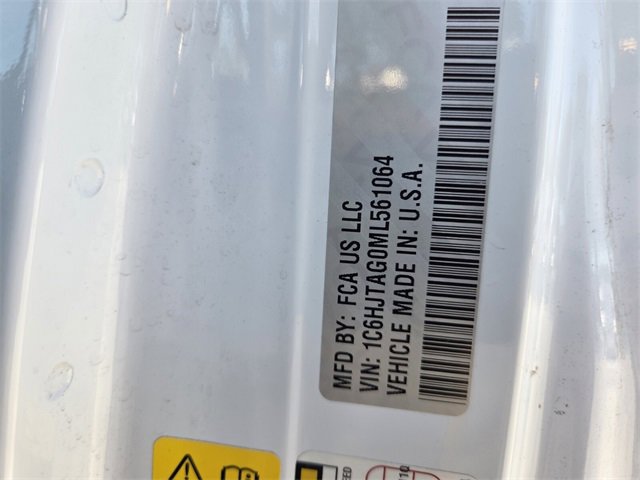 MFD BY: FCA US LLC
VIN: 1C6HJTAG0ML561064
VEHICLE MADE IN: U.S.A.